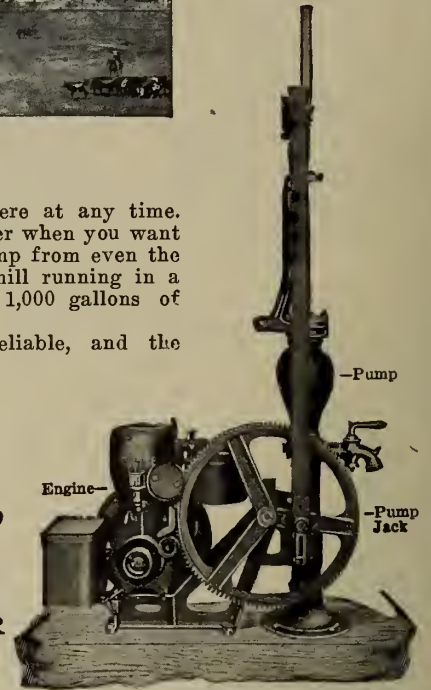 ere at any time.
er when you want
mp from even the
mill running in a
1,000 gallons of
eliable, and the
—Pump
Engine—
—Pump
Jack